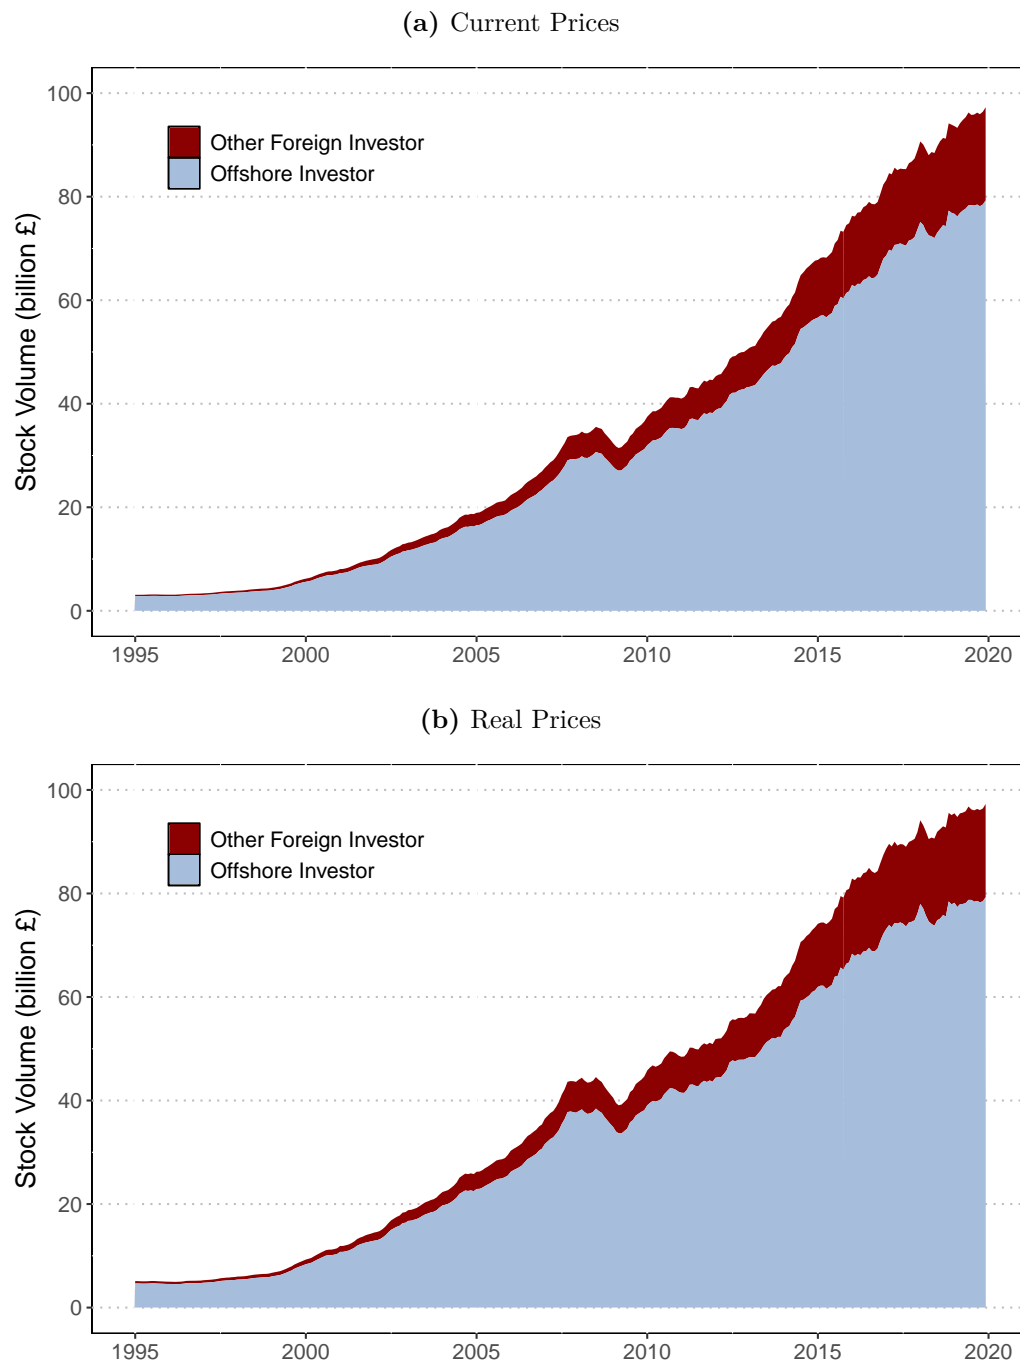 (a) Current Prices
100
80
60
40
20
0
Stock Volume (billion £)
Other Foreign Investor
Offshore Investor
1995 2000 2005 2010 2015 2020
(b) Real Prices
100
80
60
40
20
0
Stock Volume (billion £)
Other Foreign Investor
Offshore Investor
1995 2000 2005 2010 2015 2020